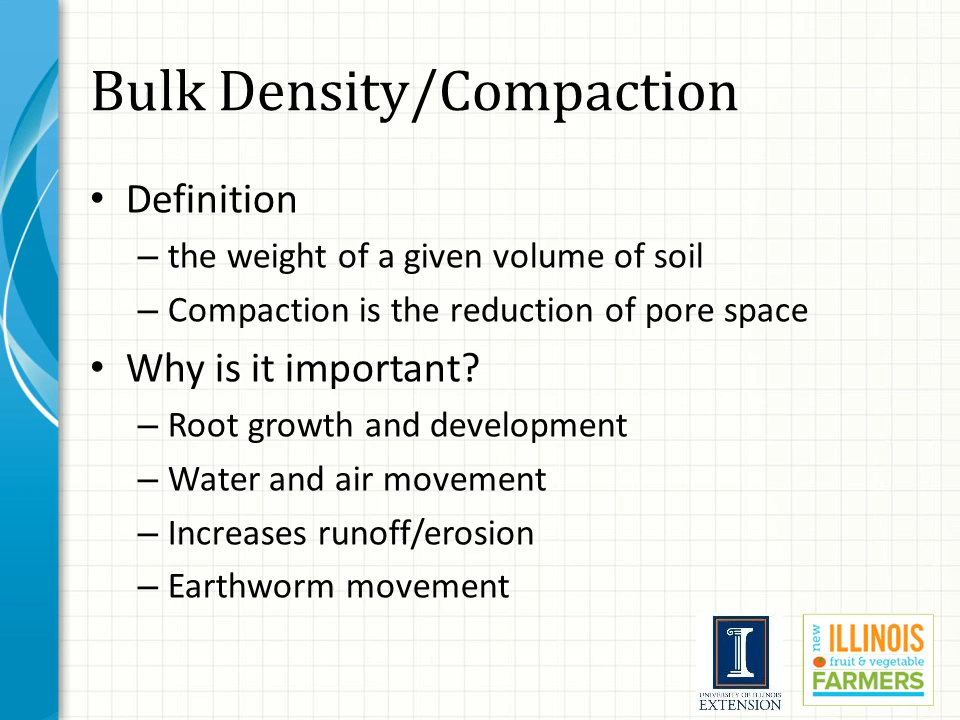 Bulk Density/Compaction
• Definition
– the weight of a given volume of soil
– Compaction is the reduction of pore space
• Why is it important?
– Root growth and development
– Water and air movement
– Increases runoff/erosion
– Earthworm movement
I
UNIVERSITY OF ILLINOIS
EXTENSION
new
ILLINOIS
fruit & vegetable
FARMERS